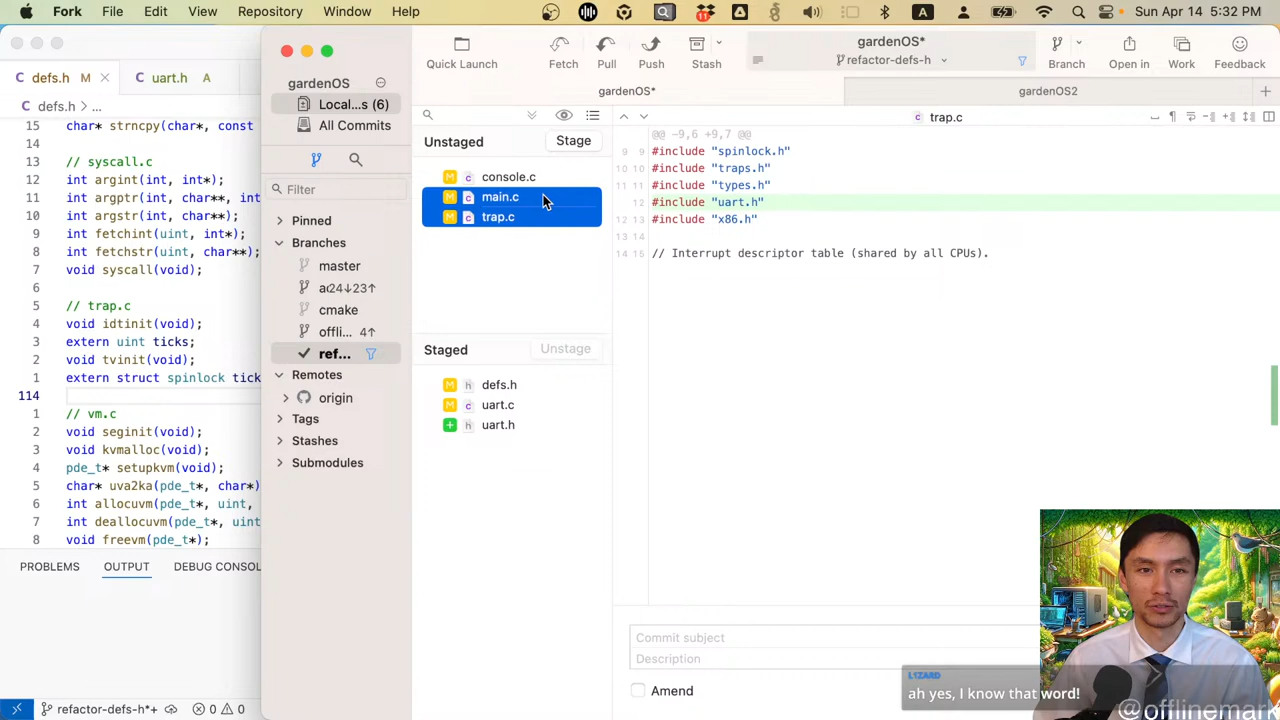 Fork File Edit View Repository Window Help
A Sun Apr 14 5:32 PM
defs.h M
uart.h A
defs.h > ...
15 char* strncpy(char*, const
14
13 // syscall.c
12 int argint(int, int*);
11 int argptr(int, char**, int
10 int argstr(int, char**);
9 int fetchint(uint, int*);
8 int fetchstr(uint, char**);
7 void syscall(void);
6
5 // trap.c
4 void idtinit(void);
3 extern uint ticks;
2 void tvinit(void);
1 extern struct spinlock tick
114
1 // vm.c
2 void seginit(void);
3 void kvmalloc(void);
4 pde_t* setupkvm(void);
5 char* uva2ka(pde_t*, char*)
6 int allocuvm(pde_t*, uint,
7 int deallocuvm(pde_t*, uint
8 void freevm(pde_t*);
PROBLEMS OUTPUT DEBUG CONSOL
refactor-defs-h*+ 0 0
gardenOS
Local...s (6)
All Commits
Filter
Pinned
Branches
master
24↓23↑
cmake
offli... 4↑
ref...
Remotes
origin
Tags
Stashes
Submodules
Quick Launch
Fetch
Pull
Push
Stash
gardenOS*
refactor-defs-h
Branch
Open in
Work
Feedback
gardenOS*
gardenOS2
Unstaged
Stage
console.c
main.c
trap.c
Staged
Unstage
defs.h
uart.c
uart.h
trap.c
@@ -9,6 +9,7 @@
9 9 #include "spinlock.h"
10 10 #include "traps.h"
11 11 #include "types.h"
12 #include "uart.h"
12 13 #include "x86.h"
13 14
14 15 // Interrupt descriptor table (shared by all CPUs).
Commit subject
Description
Amend
L1ZARD
ah yes, I know that word!
@offlinemark